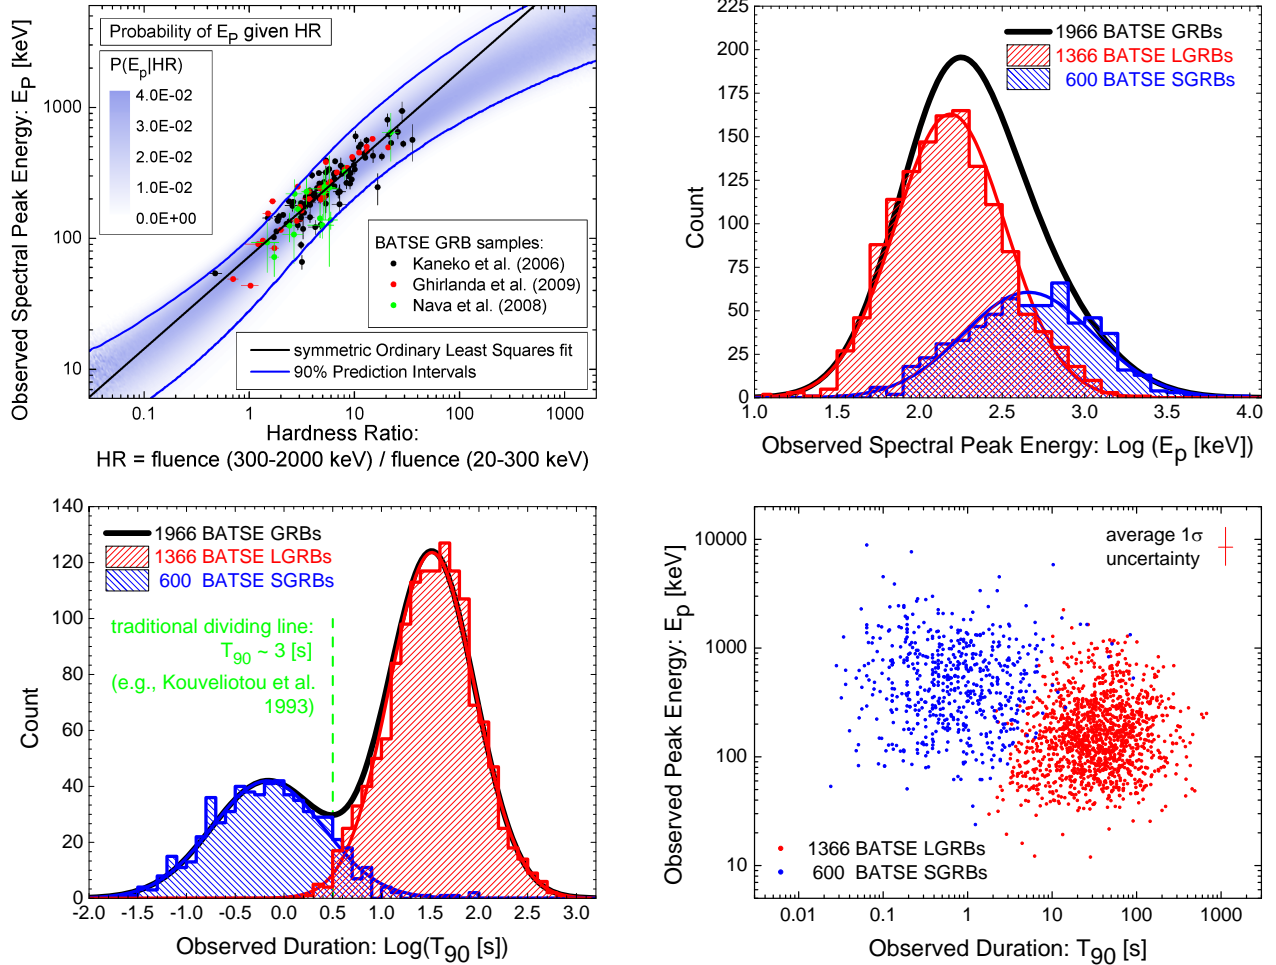 Probability of EP given HR
P(Ep|HR)
4.0E-02
3.0E-02
2.0E-02
1.0E-02
0.0E+00
BATSE GRB samples:
Kaneko et al. (2006)
Ghirlanda et al. (2009)
Nava et al. (2008)
symmetric Ordinary Least Squares fit
90% Prediction Intervals
1000
100
10
Observed Spectral Peak Energy: EP [keV]
0.1 1 10 100 1000
Hardness Ratio:
HR = fluence (300-2000 keV) / fluence (20-300 keV)
1966 BATSE GRBs
1366 BATSE LGRBs
600 BATSE SGRBs
225
200
175
150
125
100
75
50
25
0
Count
1.0 1.5 2.0 2.5 3.0 3.5 4.0
Observed Spectral Peak Energy: Log (Ep [keV])
1966 BATSE GRBs
1366 BATSE LGRBs
600 BATSE SGRBs
traditional dividing line:
T90 ~ 3 [s]
(e.g., Kouveliotou et al.
1993)
140
120
100
80
60
40
20
0
Count
-2.0 -1.5 -1.0 -0.5 0.0 0.5 1.0 1.5 2.0 2.5 3.0
Observed Duration: Log(T90 [s])
average 1σ
uncertainty
1366 BATSE LGRBs
600 BATSE SGRBs
10000
1000
100
10
Observed Peak Energy: Ep [keV]
0.01 0.1 1 10 100 1000
Observed Duration: T90 [s]